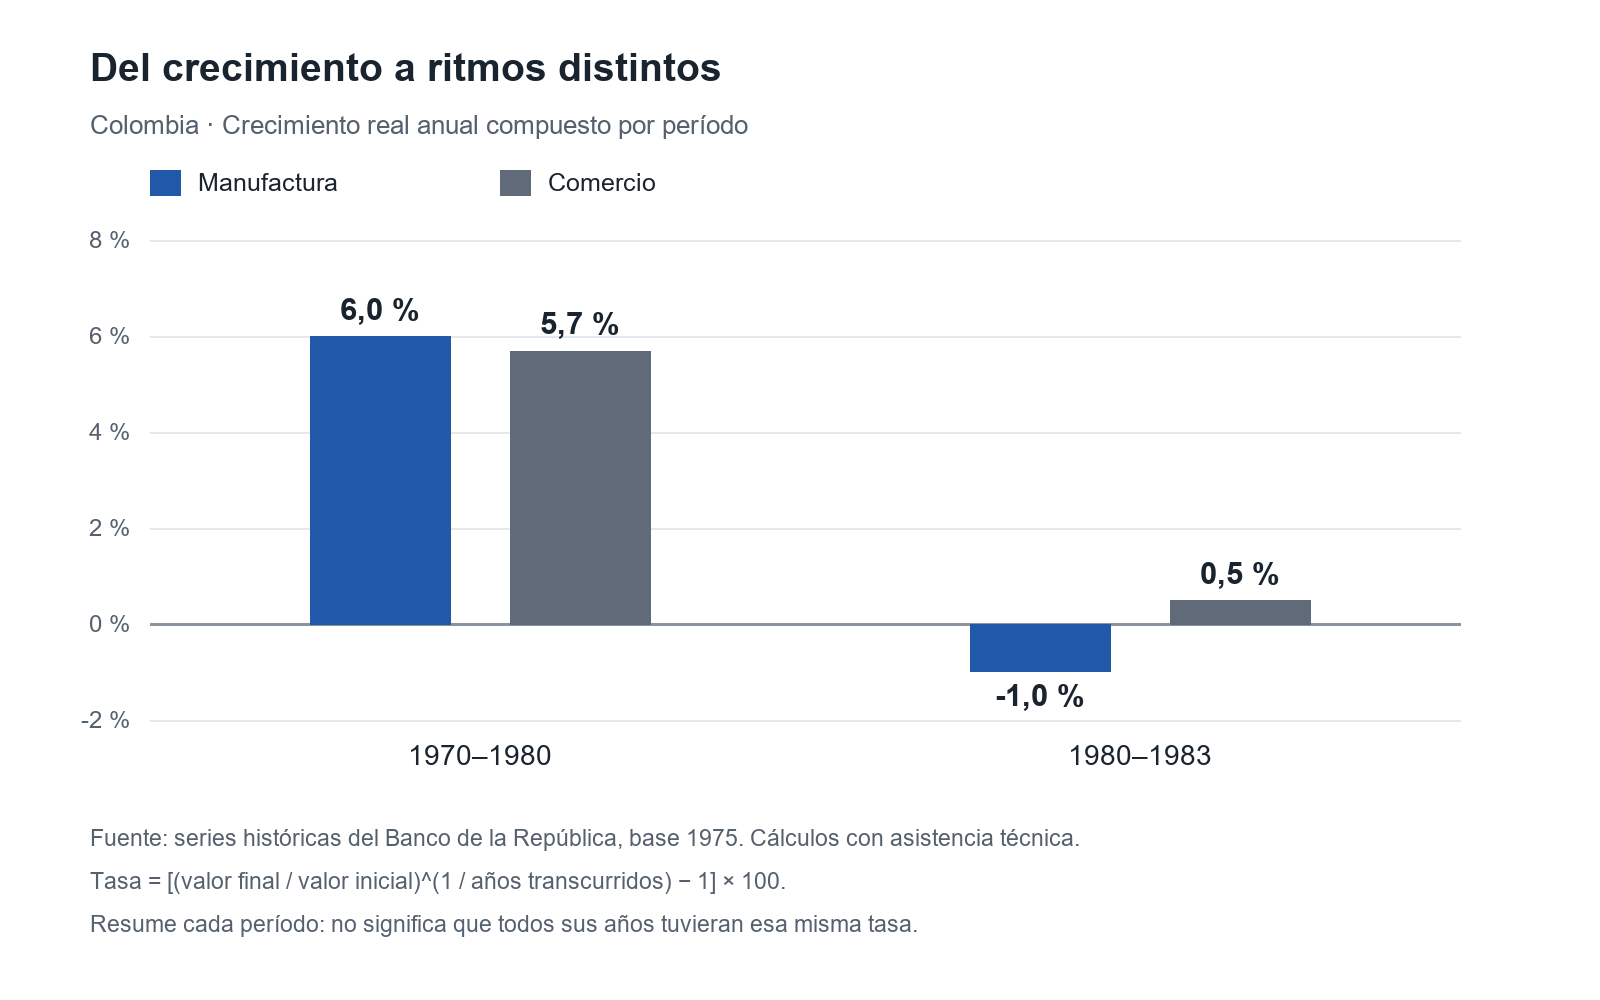 Del crecimiento a ritmos distintos
Colombia · Crecimiento real anual compuesto por período
Manufactura
Comercio
8 %
6,0 %
5,7 %
6 %
4 %
2 %
0,5 %
0 %
-1,0 %
-2 %
1970–1980
1980–1983
Fuente: series históricas del Banco de la República, base 1975. Cálculos con asistencia técnica.
Tasa = [(valor final / valor inicial)^(1 / años transcurridos) − 1] × 100.
Resume cada período: no significa que todos sus años tuvieran esa misma tasa.